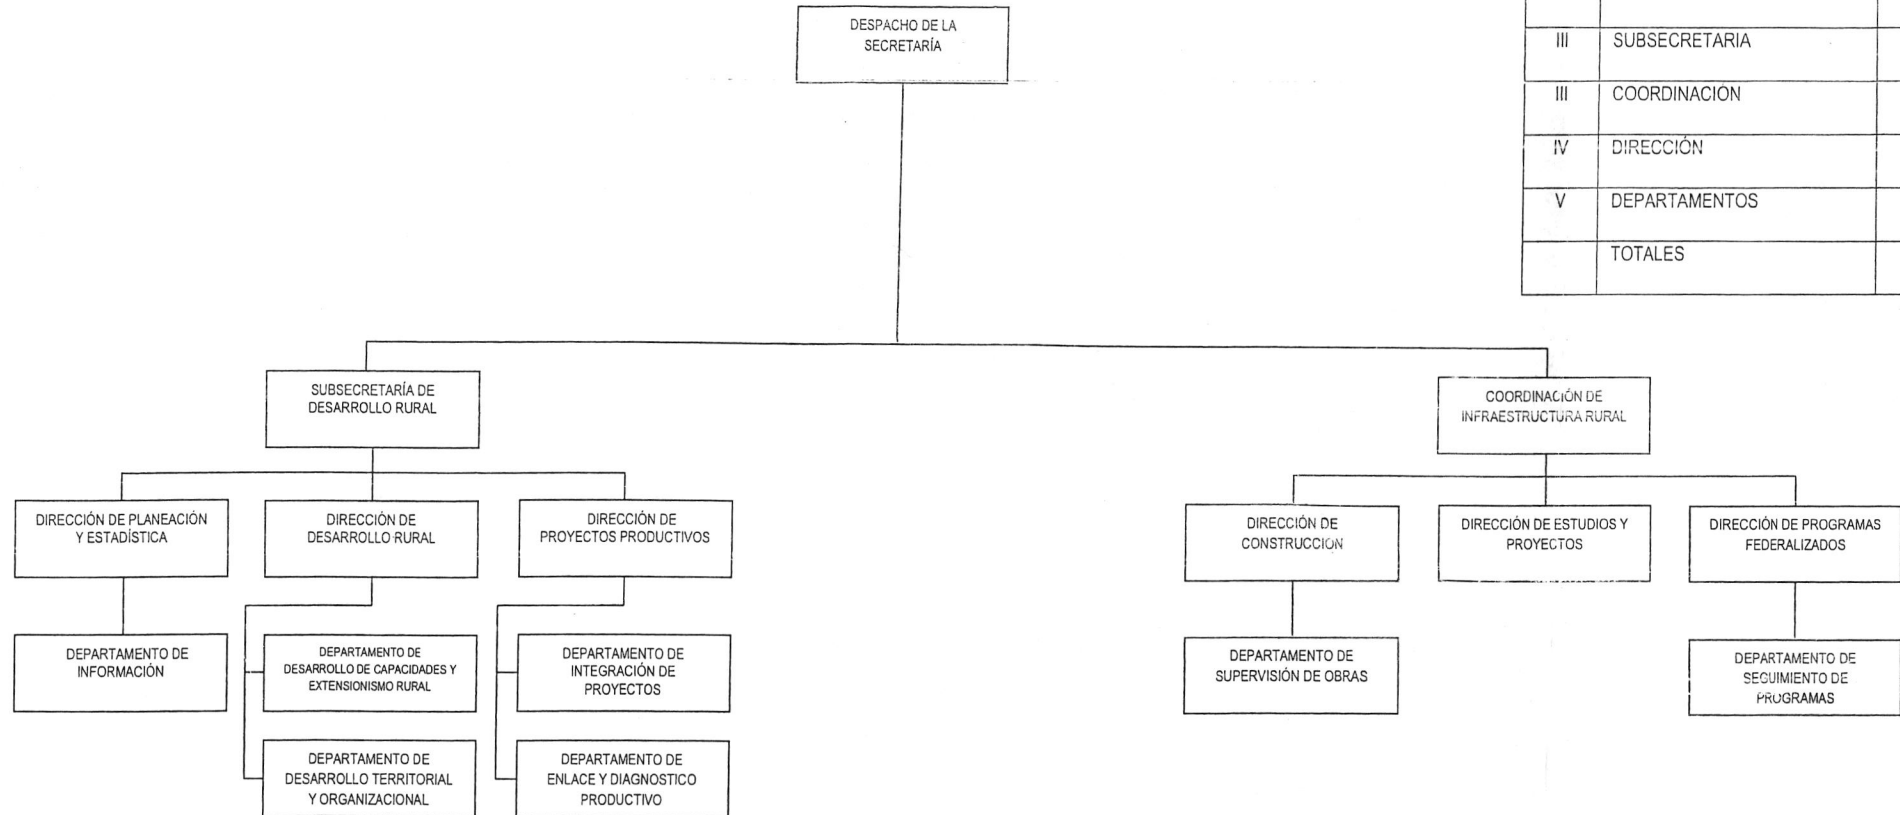 DESPACHO DE LA
SECRETARÍA
III SUBSECRETARIA
III COORDINACIÓN
IV DIRECCIÓN
V DEPARTAMENTOS
TOTALES
SUBSECRETARÍA DE
DESARROLLO RURAL
COORDINACIÓN DE
INFRAESTRUCTURA RURAL
DIRECCIÓN DE PLANEACIÓN
Y ESTADÍSTICA
DIRECCIÓN DE
DESARROLLO RURAL
DIRECCIÓN DE
PROYECTOS PRODUCTIVOS
DIRECCIÓN DE
CONSTRUCCIÓN
DIRECCIÓN DE ESTUDIOS Y
PROYECTOS
DIRECCIÓN DE PROGRAMAS
FEDERALIZADOS
DEPARTAMENTO DE
INFORMACIÓN
DEPARTAMENTO DE
DESARROLLO DE CAPACIDADES Y
EXTENSIONISMO RURAL
DEPARTAMENTO DE
INTEGRACIÓN DE
PROYECTOS
DEPARTAMENTO DE
SUPERVISIÓN DE OBRAS
DEPARTAMENTO DE
SEGUIMIENTO DE
PROGRAMAS
DEPARTAMENTO DE
DESARROLLO TERRITORIAL
Y ORGANIZACIONAL
DEPARTAMENTO DE
ENLACE Y DIAGNOSTICO
PRODUCTIVO